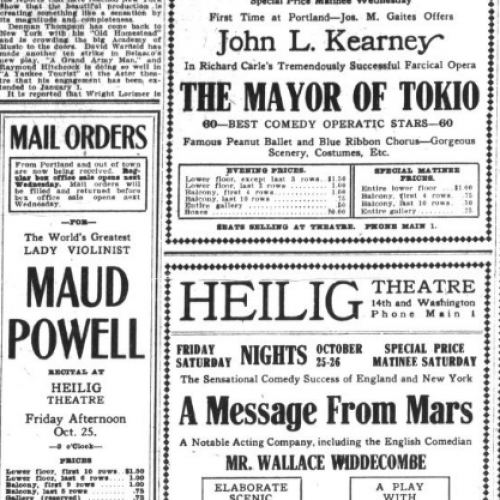 Show that the beautiful production is
creating something like a sensation by
its magnitude and completeness.
Denman Thompson has come back to
New York with his "Old Homestead"
and is crowding the big Academy of
Music to the doors. David Warfield has
made another ten strike in Belasco's
new play, "A Grand Army Man," and
Raymond Hitchcock is doing so well in
"A Yankee Tourist" at the Astor thea-
tre that his engagement has been ex-
tended to January 1.
It is reported that Wright Lorimer is
MAIL ORDERS
From Portland and out of town
are now being received. Reg-
ular box office sale opens next
Wednesday. Mail orders will
be filled and returned before
box office sale opens next
Wednesday.
—FOR—
The World's Greatest
LADY VIOLINIST
MAUD
POWELL
RECITAL AT
HEILIG
THEATRE
Friday Afternoon
Oct. 25.
—3 o'Clock—
PRICES
Lower floor, first 10 rows $1.50
Lower floor, last 6 rows 1.00
Balcony, first 9 rows 1.00
Balcony, last 5 rows .75
Gallery (reserved) .75
Special Price Matinee Wednesday
First Time at Portland—Jos. M. Gaites Offers
John L. Kearney
In Richard Carle's Tremendously Successful Farcical Opera
THE MAYOR OF TOKIO
60—BEST COMEDY OPERATIC STARS—60
Famous Peanut Ballet and Blue Ribbon Chorus—Gorgeous
Scenery, Costumes, Etc.
EVENING PRICES.
Lower floor, except last 3 rows. $1.50
Lower floor, last 3 rows 1.00
Balcony, first 4 rows 1.00
Balcony, last 10 rows .75
Entire gallery .50
Boxes
SPECIAL MATINEE
PRICES.
Entire lower floor $1.00
Balcony, first 4 rows .75
Balcony, last 10 rows .50
Entire gallery
SEATS SELLING AT THEATRE. PHONE MAIN 1.
HEILIG THEATRE
14th and Washington
Phone Main 1
FRIDAY
SATURDAY NIGHTS OCTOBER
25-26
SPECIAL PRICE
MATINEE SATURDAY
The Sensational Comedy Success of England and New York
A Message From Mars
A Notable Acting Company, including the English Comedian
MR. WALLACE WIDDECOMBE
ELABORATE
SCENIC
A PLAY
WITH